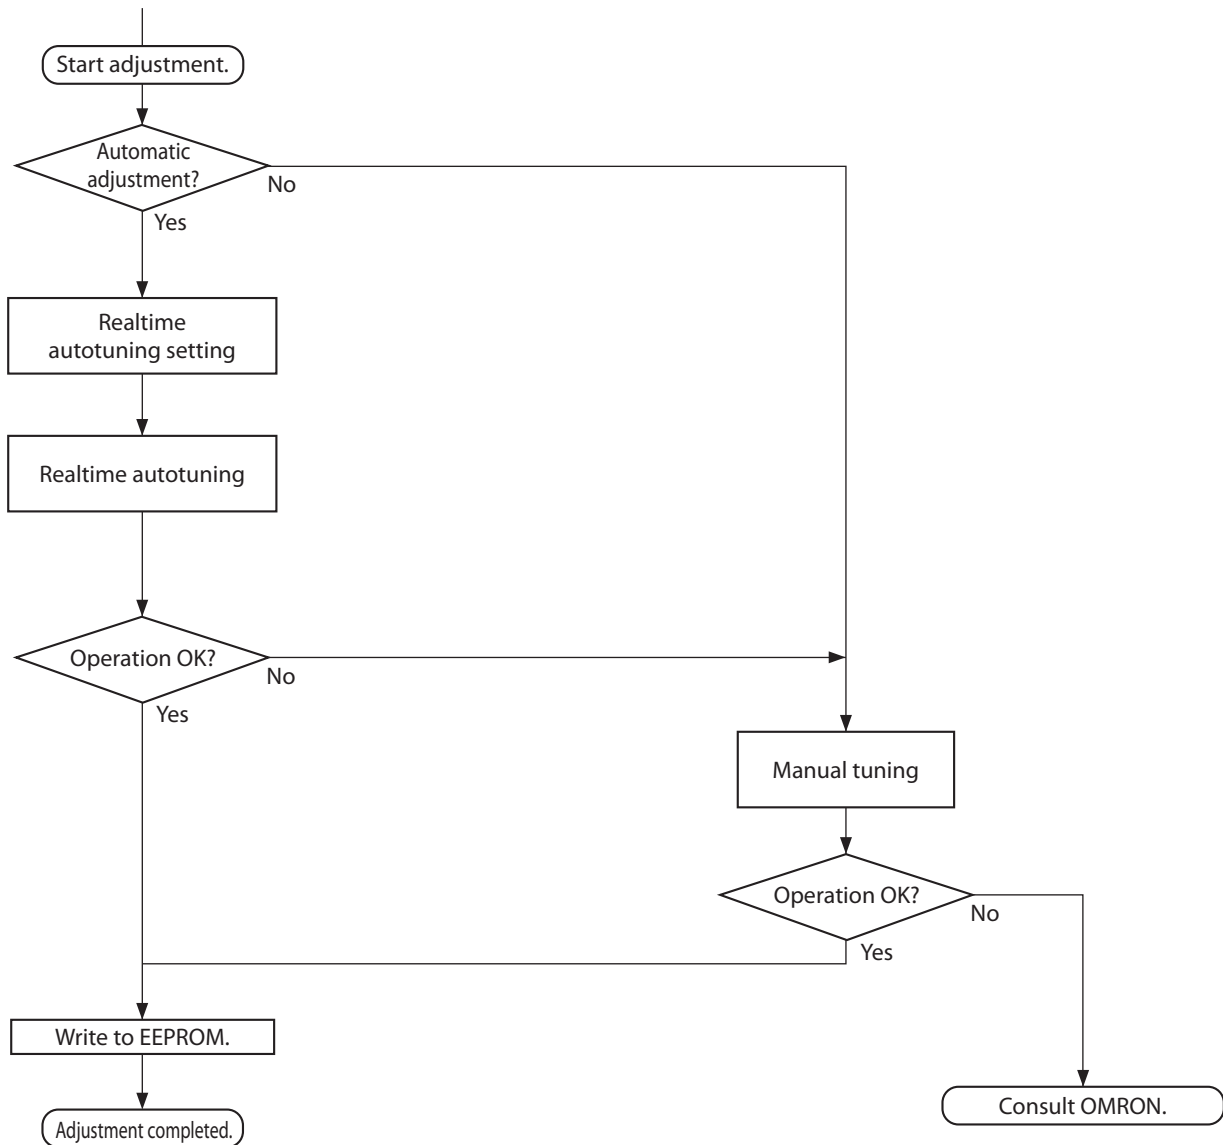 Start adjustment.
Automatic
adjustment?
No
Yes
Realtime
autotuning setting
Realtime autotuning
Operation OK?
No
Yes
Manual tuning
Operation OK?
No
Yes
Write to EEPROM.
Adjustment completed.
Consult OMRON.